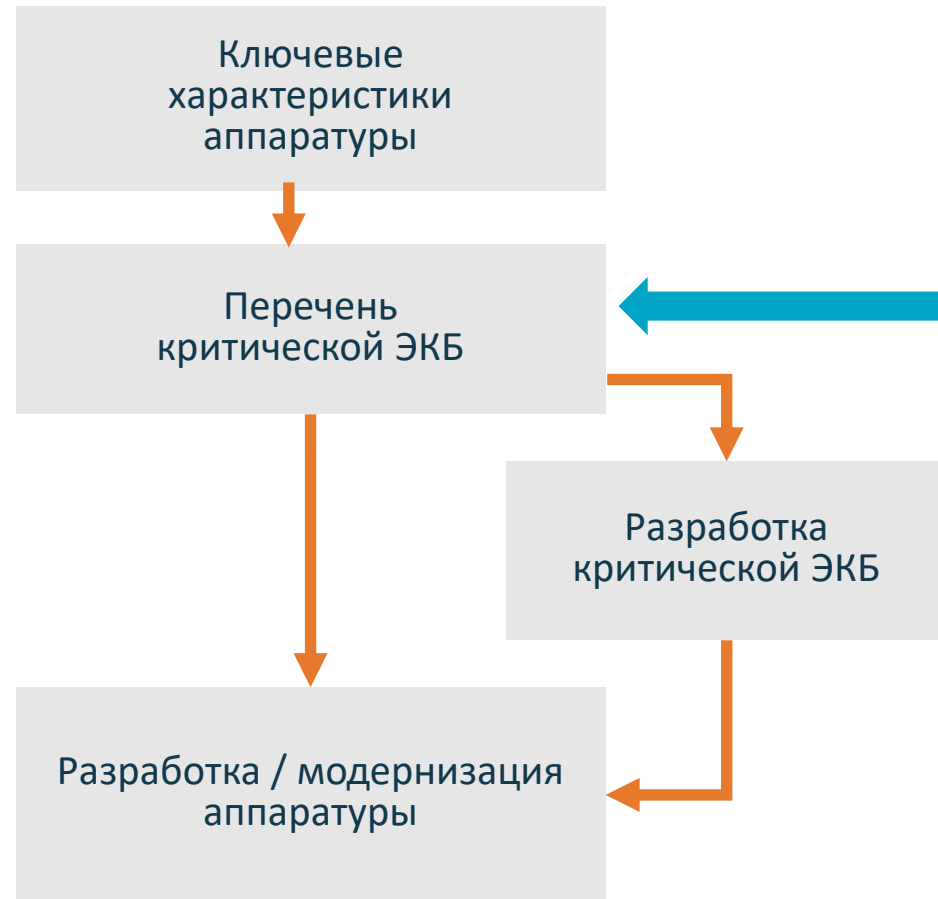 Ключевые
характеристики
аппаратуры
Перечень
критической ЭКБ
Разработка
критической ЭКБ
Разработка / модернизация
аппаратуры